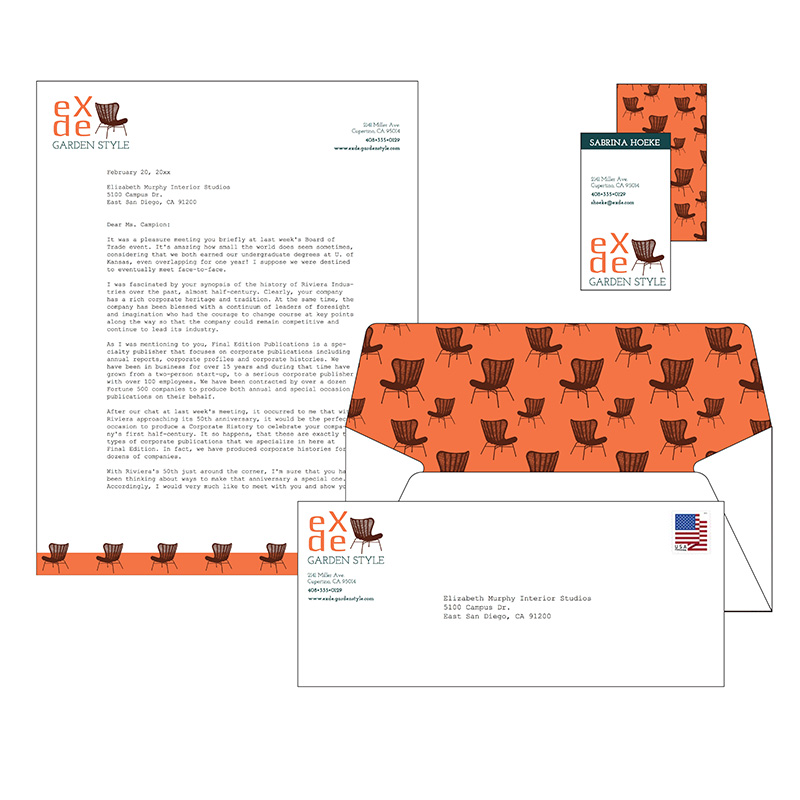 eX
de
GARDEN STYLE
1141 Miller Ave.
Cupertino, CA 95014
408•335•0129
www.exde.gardenstyle.com
February 20, 20xx
Elizabeth Murphy Interior Studios
5100 Campus Dr.
East San Diego, CA 91200
Dear Ms. Campion:
It was a pleasure meeting you briefly at last week's Board of
Trade event. It's amazing how small the world does seem sometimes,
considering that we both earned our undergraduate degrees at U. of
Kansas, even overlapping for one year! I suppose we were destined
to eventually meet face-to-face.
I was fascinated by your synopsis of the history of Riviera Indus-
tries over the past, almost half-century. Clearly, your company
has a rich corporate heritage and tradition. At the same time, the
company has been blessed with a continuum of leaders of foresight
and imagination who had the courage to change course at key points
along the way so that the company could remain competitive and
continue to lead its industry.
As I was mentioning to you, Final Edition Publications is a spe-
cialty publisher that focuses on corporate publications including
annual reports, corporate profiles and corporate histories. We
have been in business for over 15 years and during that time have
grown from a two-person start-up, to a serious corporate publisher
with over 100 employees. We have been contracted by over a dozen
Fortune 500 companies to produce both annual and special occasion
publications on their behalf.
After our chat at last week's meeting, it occurred to me that wi
Riviera approaching its 50th anniversary, it would be the perfec
occasion to produce a Corporate History to celebrate your compa-
ny's first half-century. It so happens, that these are exactly t
types of corporate publications that we specialize in here at
Final Edition. In fact, we have produced corporate histories for
dozens of companies.
With Riviera's 50th just around the corner, I'm sure that you ha
been thinking about ways to make that anniversary a special one.
Accordingly, I would very much like to meet with you and show yo
SABRINA HOEKE
1141 Miller Ave.
Cupertino, CA 95014
408•335•0129
shoeke@exde.com
eX
de
GARDEN STYLE
eX
de
GARDEN STYLE
1141 Miller Ave.
Cupertino, CA 95014
408•335•0129
www.exde.gardenstyle.com
USA
Elizabeth Murphy Interior Studios
5100 Campus Dr.
East San Diego, CA 91200